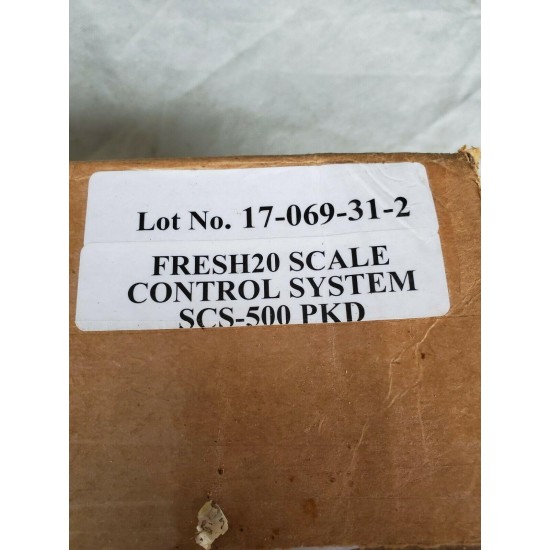 Lot No. 17-069-31-2
FRESH20 SCALE
CONTROL SYSTEM
SCS-500 PKD